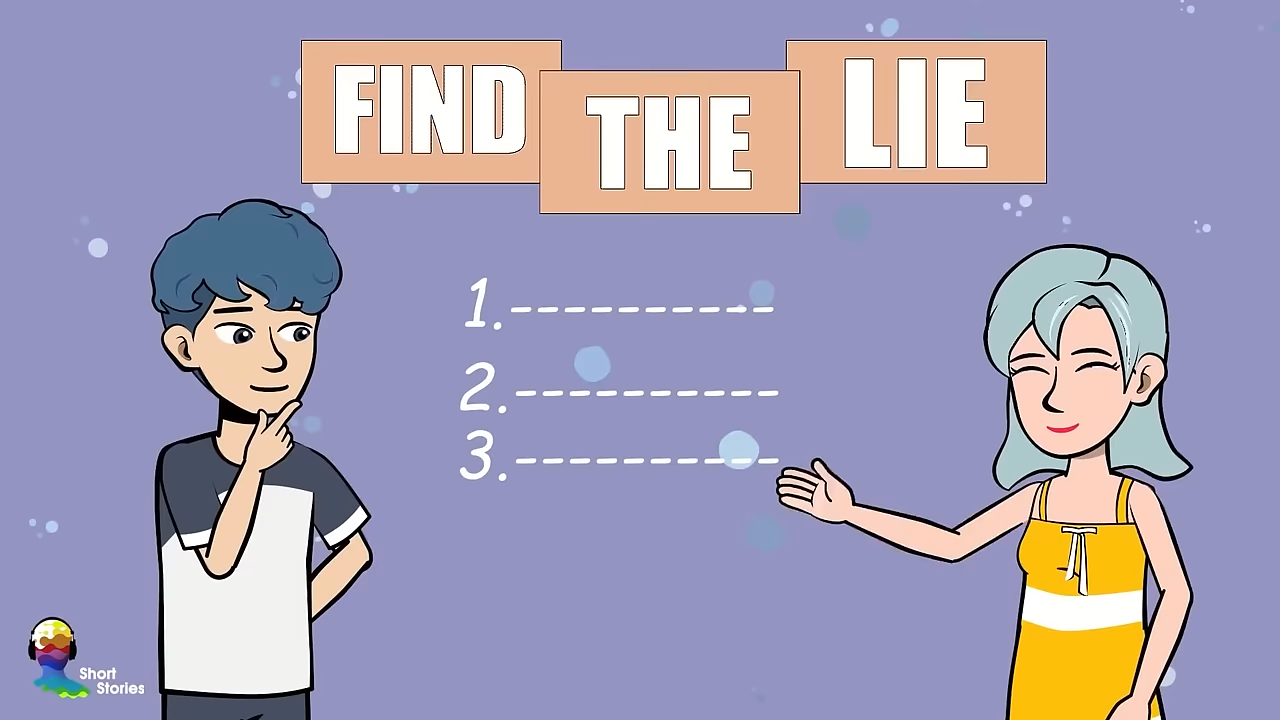 FIND THE LIE
1. ----------
2. ----------
3. ----------
Short
Stories